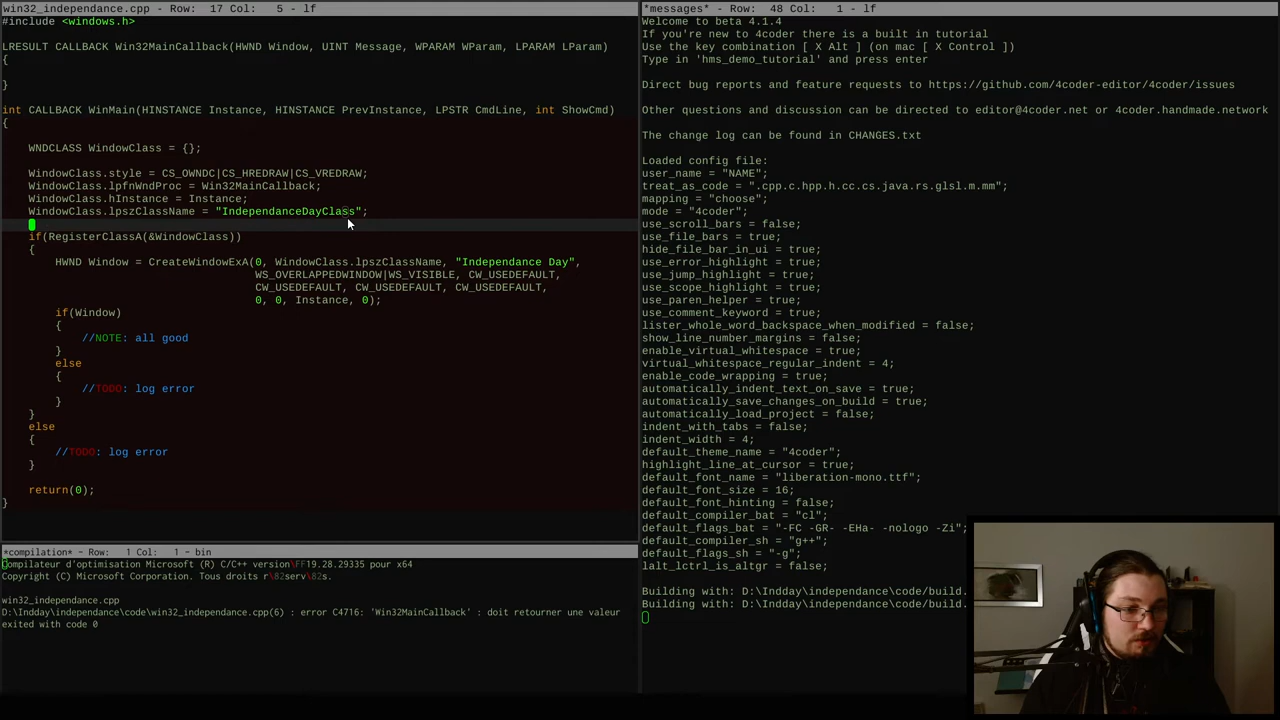 win32_independance.cpp - Row: 17 Col: 5 - lf
#include <windows.h>
LRESULT CALLBACK Win32MainCallback(HWND Window, UINT Message, WPARAM WParam, LPARAM LParam)
{
}
int CALLBACK WinMain(HINSTANCE Instance, HINSTANCE PrevInstance, LPSTR CmdLine, int ShowCmd)
{
WNDCLASS WindowClass = {};
WindowClass.style = CS_OWNDC|CS_HREDRAW|CS_VREDRAW;
WindowClass.lpfnWndProc = Win32MainCallback;
WindowClass.hInstance = Instance;
WindowClass.lpszClassName = "IndependanceDayClass";
if(RegisterClassA(&WindowClass))
{
HWND Window = CreateWindowExA(0, WindowClass.lpszClassName, "Independance Day",
WS_OVERLAPPEDWINDOW|WS_VISIBLE, CW_USEDEFAULT,
CW_USEDEFAULT, CW_USEDEFAULT, CW_USEDEFAULT,
0, 0, Instance, 0);
if(Window)
{
//NOTE: all good
}
else
{
//TODO: log error
}
}
else
{
//TODO: log error
}
return(0);
}
*compilation* - Row: 1 Col: 1 - bin
Compilateur d'optimisation Microsoft (R) C/C++ version\FF19.28.29335 pour x64
Copyright (C) Microsoft Corporation. Tous droits r\82serv\82s.
win32_independance.cpp
D:\Indday\independance\code\win32_independance.cpp(6) : error C4716: 'Win32MainCallback' : doit retourner une valeur
exited with code 0
*messages* - Row: 48 Col: 1 - lf
Welcome to beta 4.1.4
If you're new to 4coder there is a built in tutorial
Use the key combination [ X Alt ] (on mac [ X Control ])
Type in 'hms_demo_tutorial' and press enter
Direct bug reports and feature requests to https://github.com/4coder-editor/4coder/issues
Other questions and discussion can be directed to editor@4coder.net or 4coder.handmade.network
The change log can be found in CHANGES.txt
Loaded config file:
user_name = "NAME";
treat_as_code = ".cpp.c.hpp.h.cc.cs.java.rs.glsl.m.mm";
mapping = "choose";
mode = "4coder";
use_scroll_bars = false;
use_file_bars = true;
hide_file_bar_in_ui = true;
use_error_highlight = true;
use_jump_highlight = true;
use_scope_highlight = true;
use_paren_helper = true;
use_comment_keyword = true;
lister_whole_word_backspace_when_modified = false;
show_line_number_margins = false;
enable_virtual_whitespace = true;
virtual_whitespace_regular_indent = 4;
enable_code_wrapping = true;
automatically_indent_text_on_save = true;
automatically_save_changes_on_build = true;
automatically_load_project = false;
indent_with_tabs = false;
indent_width = 4;
default_theme_name = "4coder";
highlight_line_at_cursor = true;
default_font_name = "liberation-mono.ttf";
default_font_size = 16;
default_font_hinting = false;
default_compiler_bat = "cl";
default_flags_bat = "-FC -GR- -EHa- -nologo -Zi";
default_compiler_sh = "g++";
default_flags_sh = "-g";
lalt_lctrl_is_altgr = false;
Building with: D:\Indday\independance\code/build.
Building with: D:\Indday\independance\code/build.